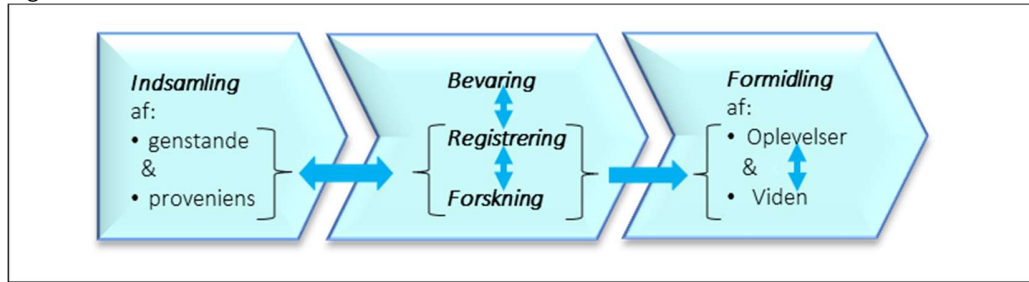 Indsamling
af:
• genstande
&
• proveniens
Bevaring
Registrering
Forskning
Formidling
af:
• Oplevelser
&
• Viden